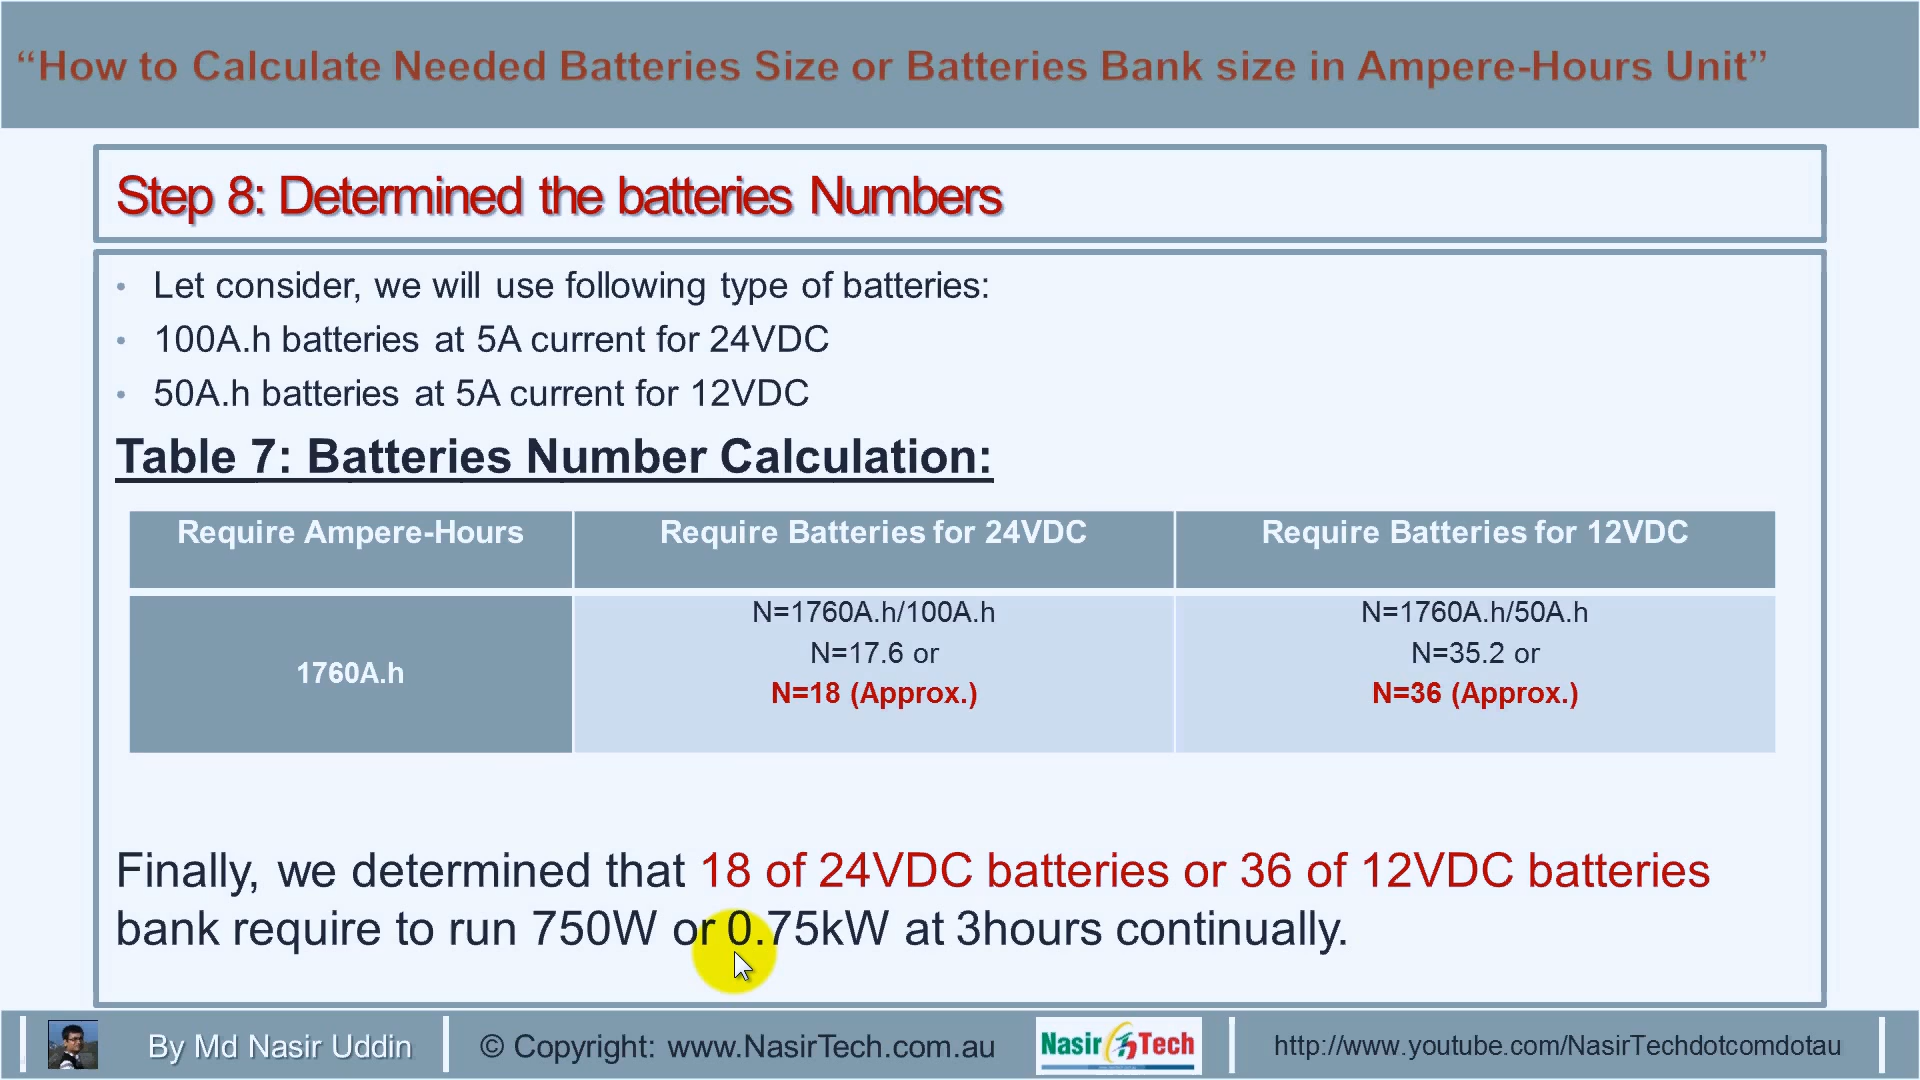 “How to Calculate Needed Batteries Size or Batteries Bank size in Ampere-Hours Unit”
Step 8: Determined the batteries Numbers
• Let consider, we will use following type of batteries:
• 100A.h batteries at 5A current for 24VDC
• 50A.h batteries at 5A current for 12VDC
Table 7: Batteries Number Calculation:
Require Ampere-Hours Require Batteries for 24VDC Require Batteries for 12VDC
N=1760A.h/100A.h N=1760A.h/50A.h
N=17.6 or N=35.2 or
1760A.h
N=18 (Approx.) N=36 (Approx.)
Finally, we determined that 18 of 24VDC batteries or 36 of 12VDC batteries
bank require to run 750W or 0.75kW at 3hours continually.
By Md Nasir Uddin © Copyright: www.NasirTech.com.au Nasir Tech http://www.youtube.com/NasirTechdotcomdotau